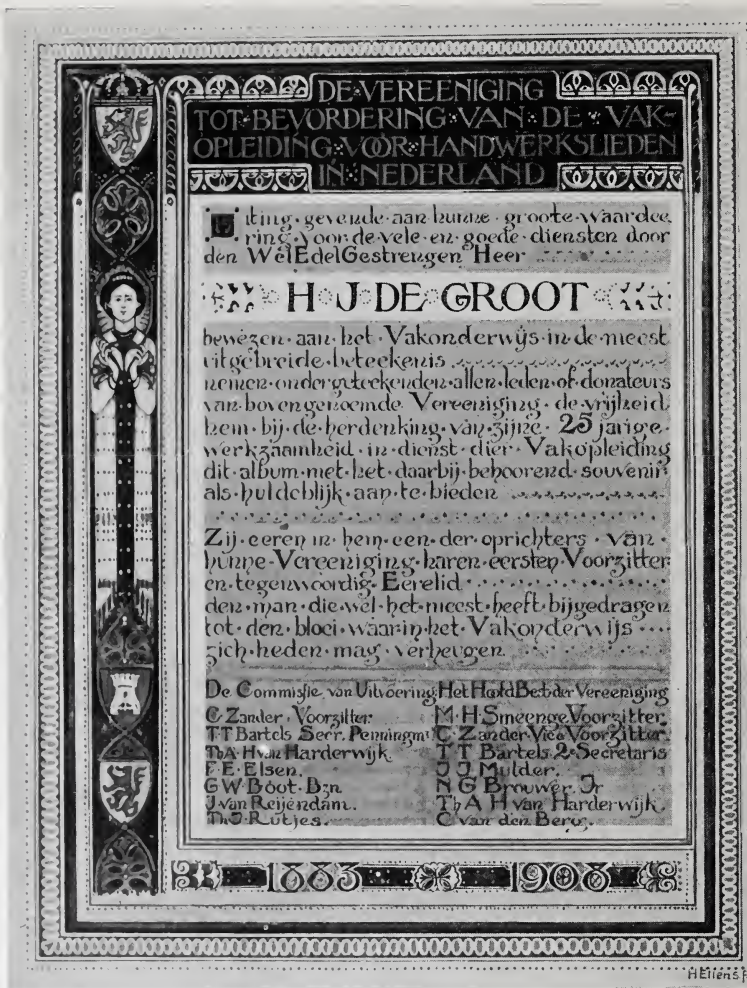 DE VEREENIGING
TOT BEVORDERING VAN DE VAK-
OPLEIDING VOOR HANDWERKSLIEDEN
IN NEDERLAND
Uiting gevende aan hunne groote waardee
ring voor de vele en goede diensten door
den WelEdelGestrengen Heer
H J DE GROOT
bewezen aan het Vakonderwijs in de meest
uitgebreide beteekenis
nemen ondergeteekenden allen leden of donateurs
van bovengenoemde Vereeniging de vrijheid
hem bij de herdenking van zijne 25 jarige
werkzaamheid in dienst dier Vakopleiding
dit album met het daarbij behoorend souvenir
als huldeblijk aan te bieden
Zij eeren in hem een der oprichters van
hunne Vereeniging haren eersten Voorzitter
en tegenwoordig Eerelid
den man die wel het meest heeft bijgedragen
tot den bloei waarin het Vakonderwijs
zich heden mag verheugen
De Commissie van Uitvoering
C Zander Voorzitter
T T Bartels Secr. Penningmr
Th A H van Harderwijk
F E Elsen.
G W Boot Bzn
J van Reijendam.
Th J Rutjes.
Het Hoofd Best der Vereeniging
M H Smeenge Voorzitter
C Zander Vice Voorzitter
T T Bartels 2e Secretaris
J J Mulder.
N G Brouwer Jr
Th A H van Harderwijk.
C van den Berg.
1883 1908